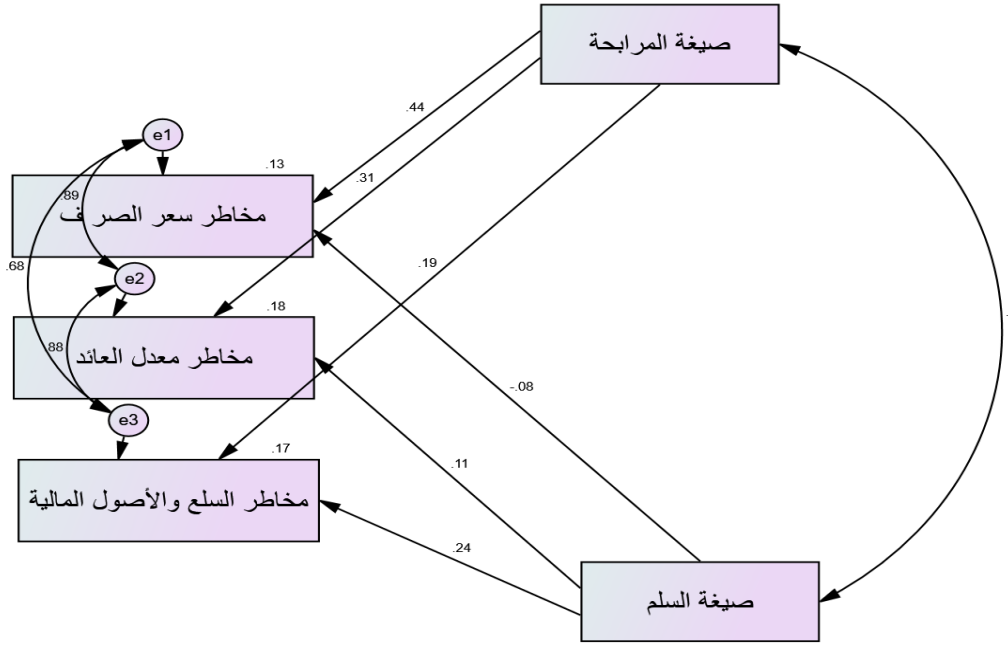 صيغة المرابحة
.44
e1
.13
.31
.89
مخاطر سعر الصرف
.19
.68
e2
.18
.88
مخاطر معدل العائد
-.08
e3
.17
.11
مخاطر السلع والأصول المالية
.24
صيغة السلم